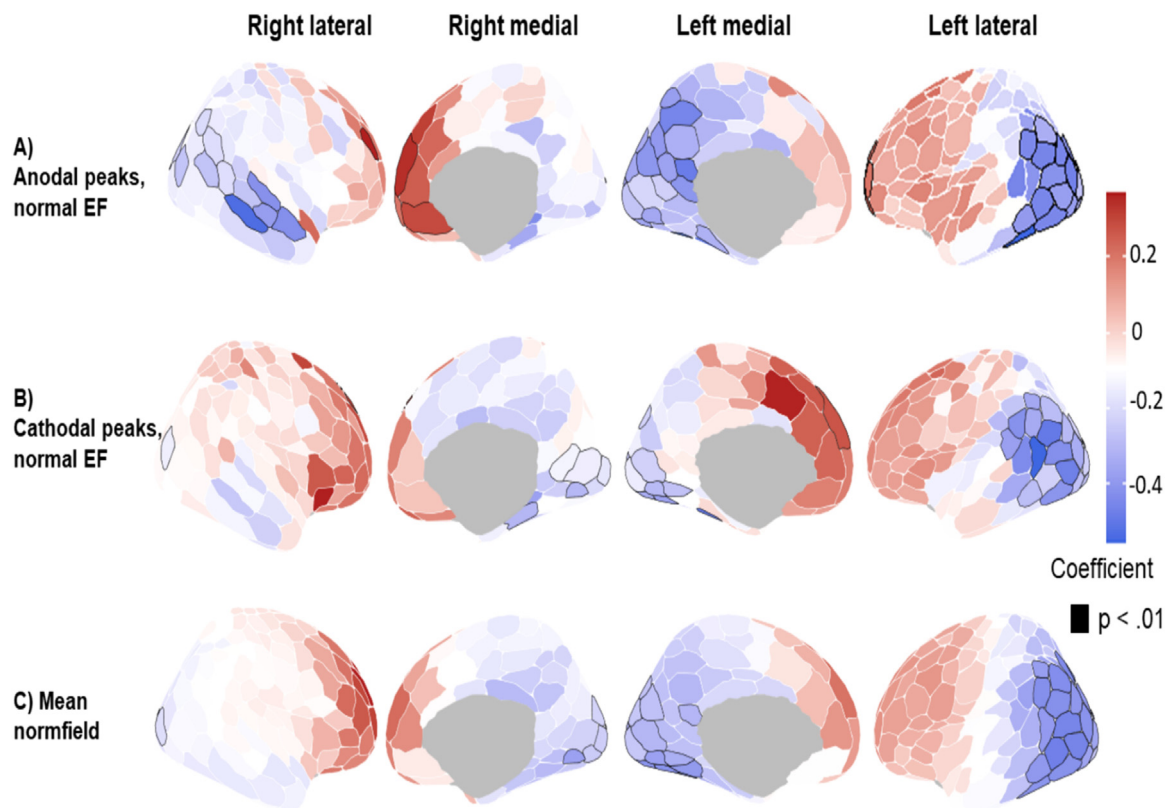 Right lateral Right medial Left medial Left lateral
A)
Anodal peaks,
normal EF
0.2
0
-0.2
-0.4
B)
Cathodal peaks,
normal EF
Coefficient
p < .01
C) Mean
normfield